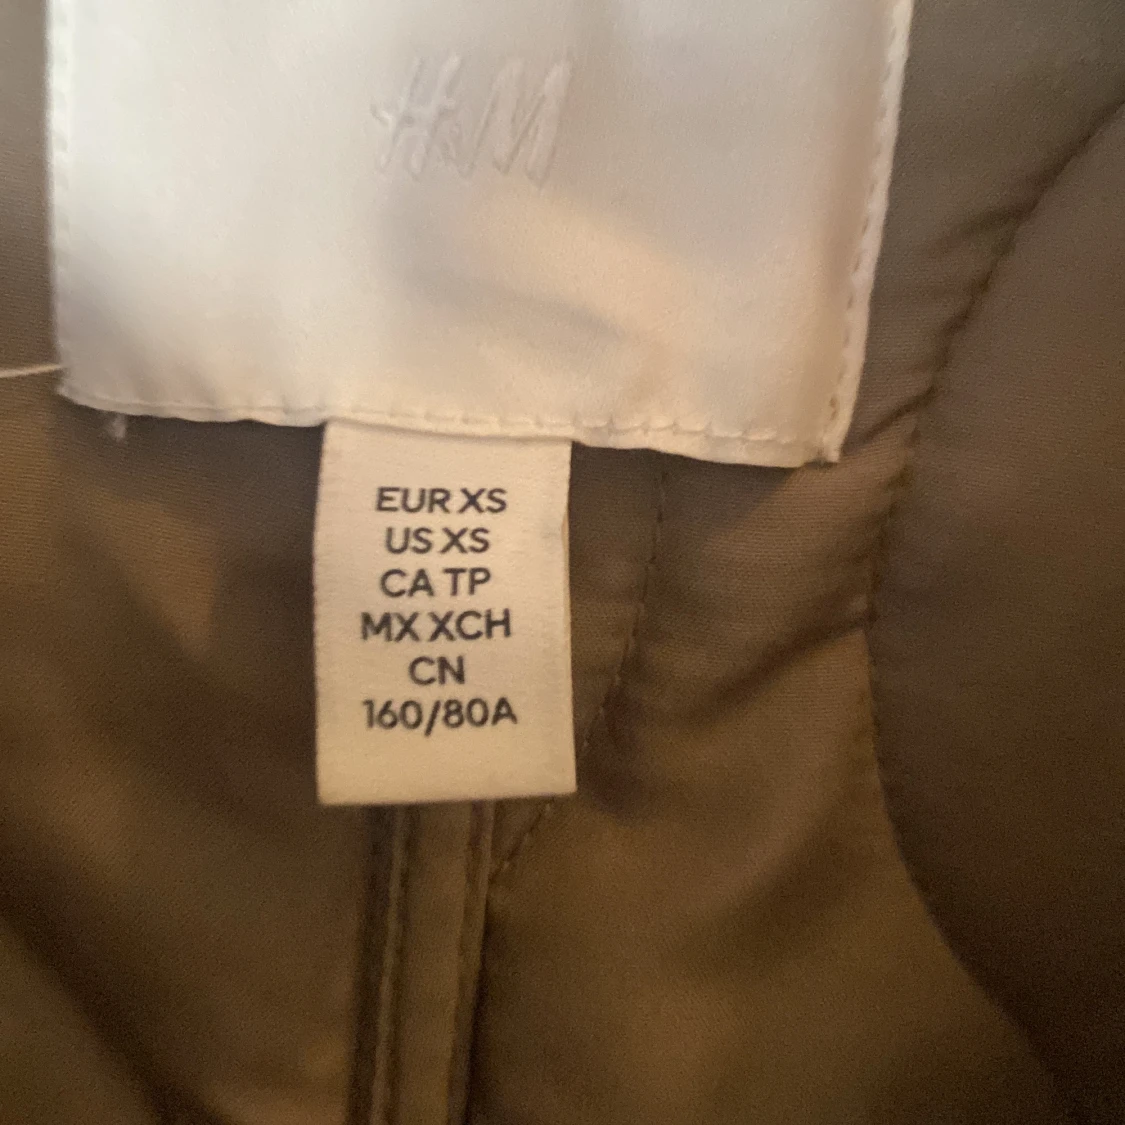 H&M
EUR XS
US XS
CA TP
MX XCH
CN
160/80A